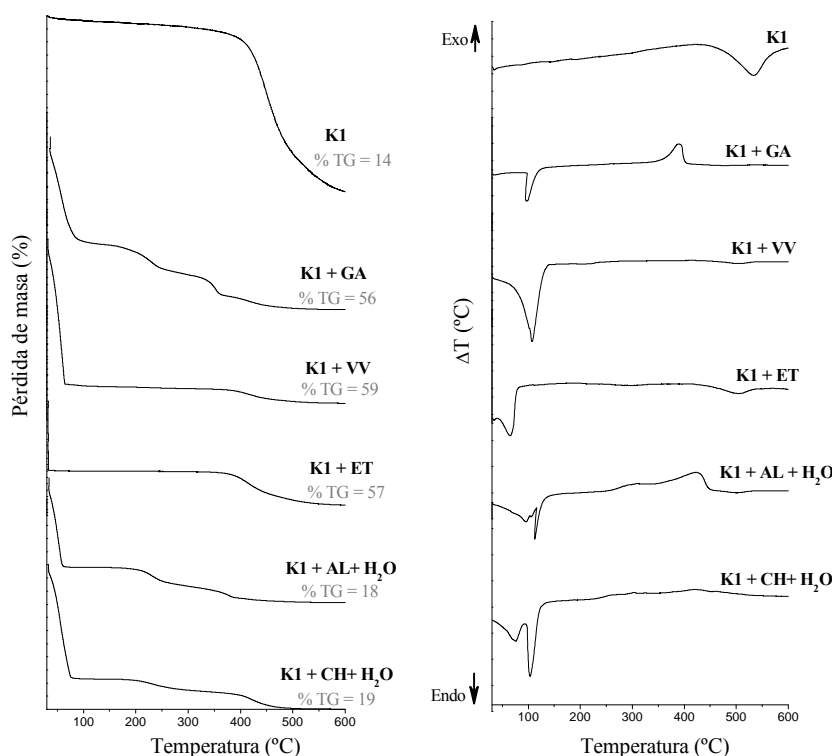 Pérdida de masa (%)
K1
% TG = 14
K1 + GA
% TG = 56
K1 + VV
% TG = 59
K1 + ET
% TG = 57
K1 + AL+ H₂O
% TG = 18
K1 + CH+ H₂O
% TG = 19
100 200 300 400 500 600
Temperatura (ºC)
ΔT (ºC)
Exo
K1
K1 + GA
K1 + VV
K1 + ET
K1 + AL + H₂O
K1 + CH+ H₂O
Endo
100 200 300 400 500 600
Temperatura (ºC)